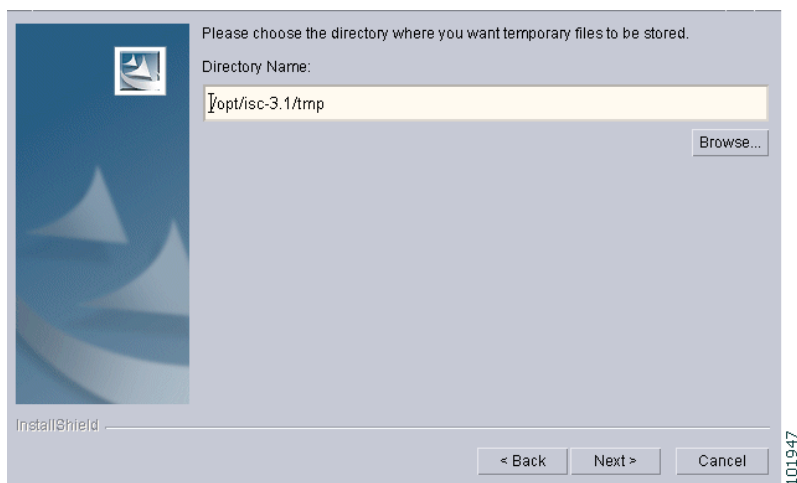 Please choose the directory where you want temporary files to be stored.
Directory Name:
/opt/isc-3.1/tmp
Browse...
InstallShield
< Back
Next >
Cancel
101947